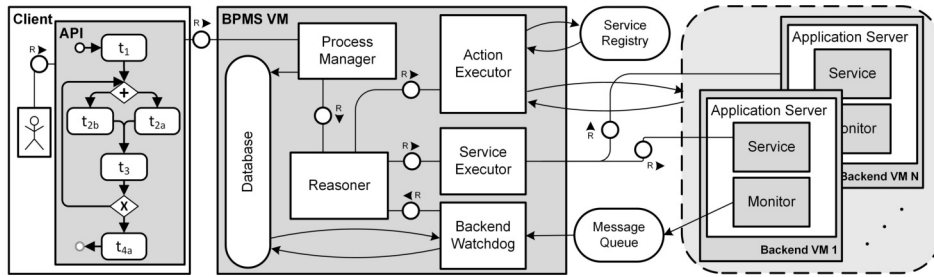 Client
API
R
t1
+
t2b
t2a
t3
X
t4a
R
BPMS VM
Process
Manager
R
R
Database
Reasoner
R
R
Action
Executor
Service
Executor
Backend
Watchdog
Service
Registry
R
R
Message
Queue
Application Server
Service
onitor
Backend VM N
Application Server
Service
Monitor
Backend VM 1